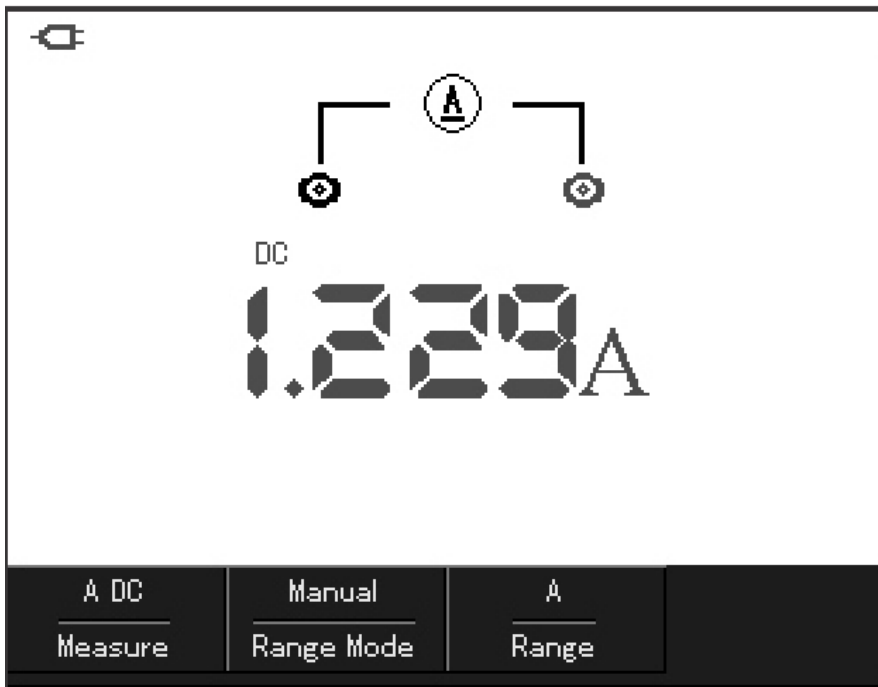 A
DC
1.229A
A DC Manual A
Measure Range Mode Range